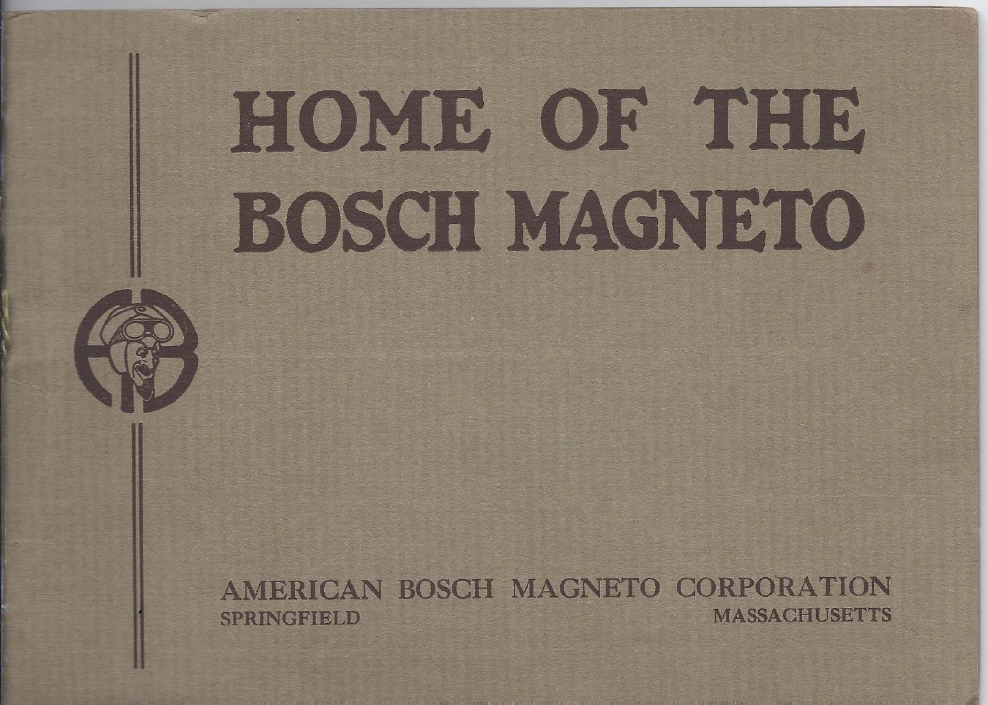 HOME OF THE
BOSCH MAGNETO
AMERICAN BOSCH MAGNETO CORPORATION
SPRINGFIELD MASSACHUSETTS